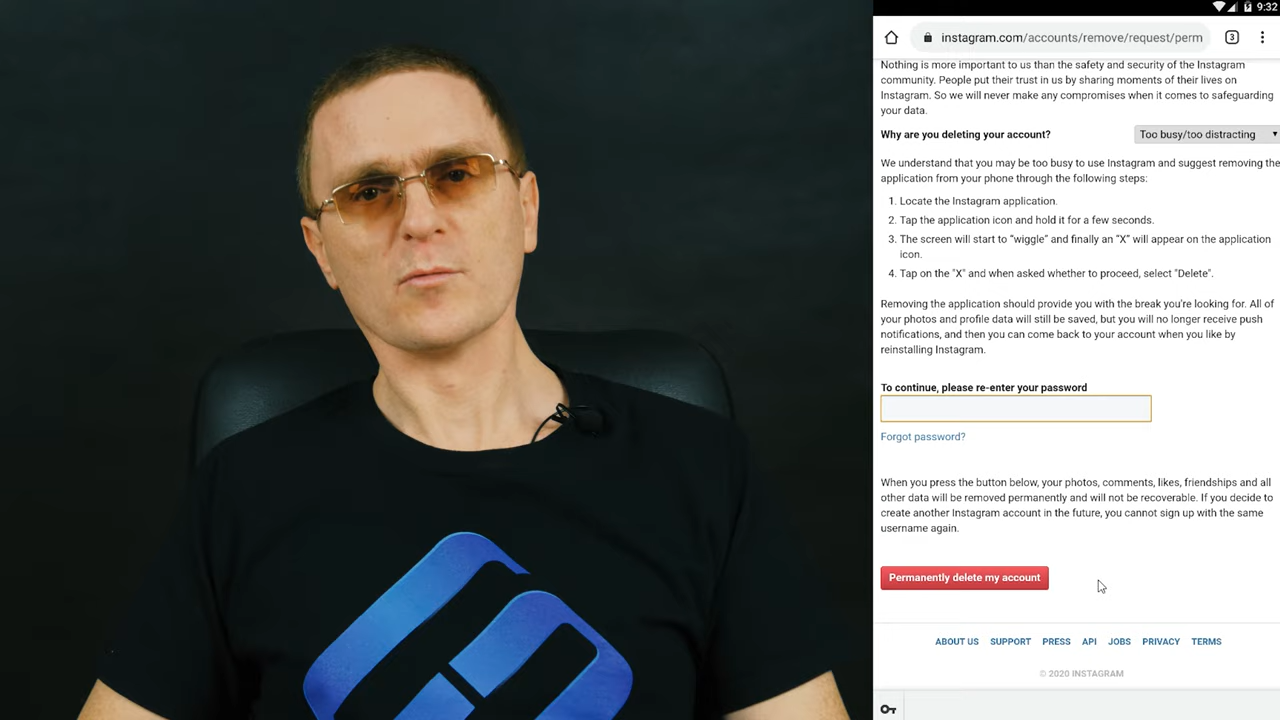 9:32
instagram.com/accounts/remove/request/perm
3
Nothing is more important to us than the safety and security of the Instagram
community. People put their trust in us by sharing moments of their lives on
Instagram. So we will never make any compromises when it comes to safeguarding
your data.
Why are you deleting your account?
Too busy/too distracting
We understand that you may be too busy to use Instagram and suggest removing the
application from your phone through the following steps:
1. Locate the Instagram application.
2. Tap the application icon and hold it for a few seconds.
3. The screen will start to “wiggle” and finally an “X” will appear on the application
icon.
4. Tap on the "X" and when asked whether to proceed, select "Delete".
Removing the application should provide you with the break you're looking for. All of
your photos and profile data will still be saved, but you will no longer receive push
notifications, and then you can come back to your account when you like by
reinstalling Instagram.
To continue, please re-enter your password
Forgot password?
When you press the button below, your photos, comments, likes, friendships and all
other data will be removed permanently and will not be recoverable. If you decide to
create another Instagram account in the future, you cannot sign up with the same
username again.
Permanently delete my account
ABOUT US SUPPORT PRESS API JOBS PRIVACY TERMS
© 2020 INSTAGRAM